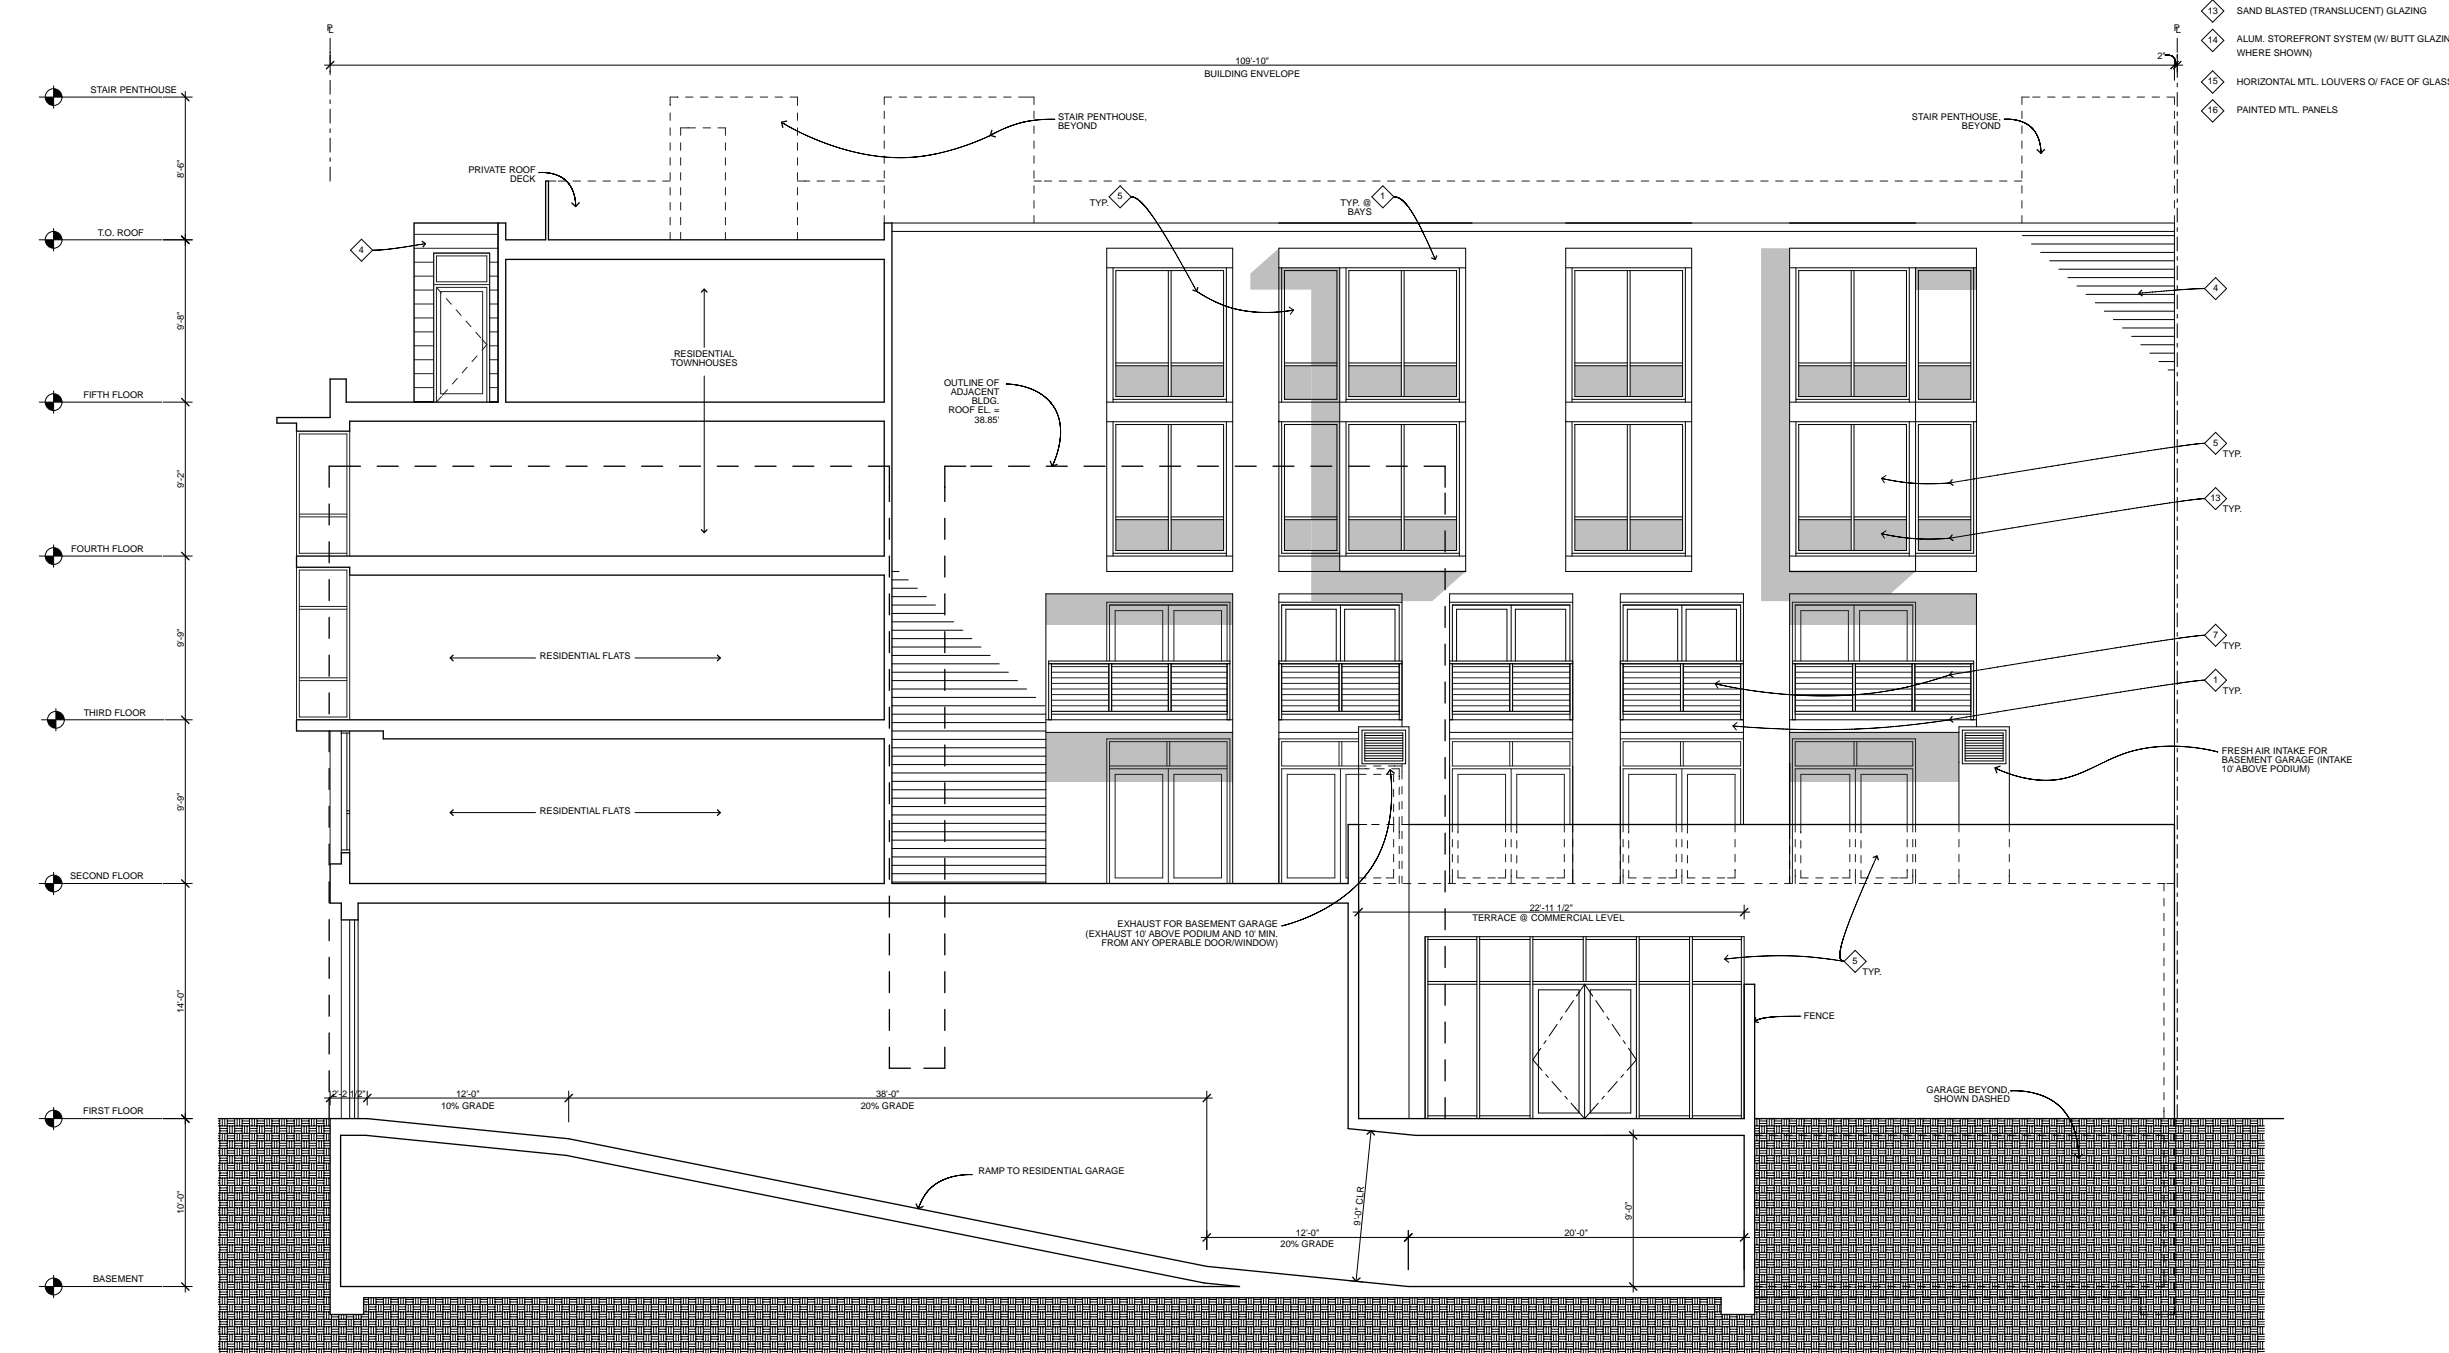 13 SAND BLASTED (TRANSLUCENT) GLAZING
14 ALUM. STOREFRONT SYSTEM (W/ BUTT GLAZIN
WHERE SHOWN)
15 HORIZONTAL MTL. LOUVERS O/ FACE OF GLASS
16 PAINTED MTL. PANELS
109'-10"
BUILDING ENVELOPE
2"
STAIR PENTHOUSE
STAIR PENTHOUSE,
BEYOND
STAIR PENTHOUSE,
BEYOND
8'-6"
PRIVATE ROOF
DECK
5
TYP.
1
TYP. @
BAYS
T.O. ROOF
4
4
9'-8"
RESIDENTIAL
TOWNHOUSES
OUTLINE OF
ADJACENT
BLDG.
ROOF EL. =
38.85'
FIFTH FLOOR
5
TYP.
9'-2"
13
TYP.
FOURTH FLOOR
9'-9"
RESIDENTIAL FLATS
7
TYP.
1
TYP.
THIRD FLOOR
FRESH AIR INTAKE FOR
BASEMENT GARAGE (INTAKE
10' ABOVE PODIUM)
9'-9"
RESIDENTIAL FLATS
SECOND FLOOR
22'-11 1/2"
TERRACE @ COMMERCIAL LEVEL
EXHAUST FOR BASEMENT GARAGE
(EXHAUST 10' ABOVE PODIUM AND 10' MIN.
FROM ANY OPERABLE DOOR/WINDOW)
5
TYP.
14'-0"
FENCE
2'-2 1/2"
12'-0"
10% GRADE
38'-0"
20% GRADE
GARAGE BEYOND,
SHOWN DASHED
FIRST FLOOR
RAMP TO RESIDENTIAL GARAGE
10'-0"
9'-0" CLR
9'-0"
12'-0"
20% GRADE
20'-0"
BASEMENT